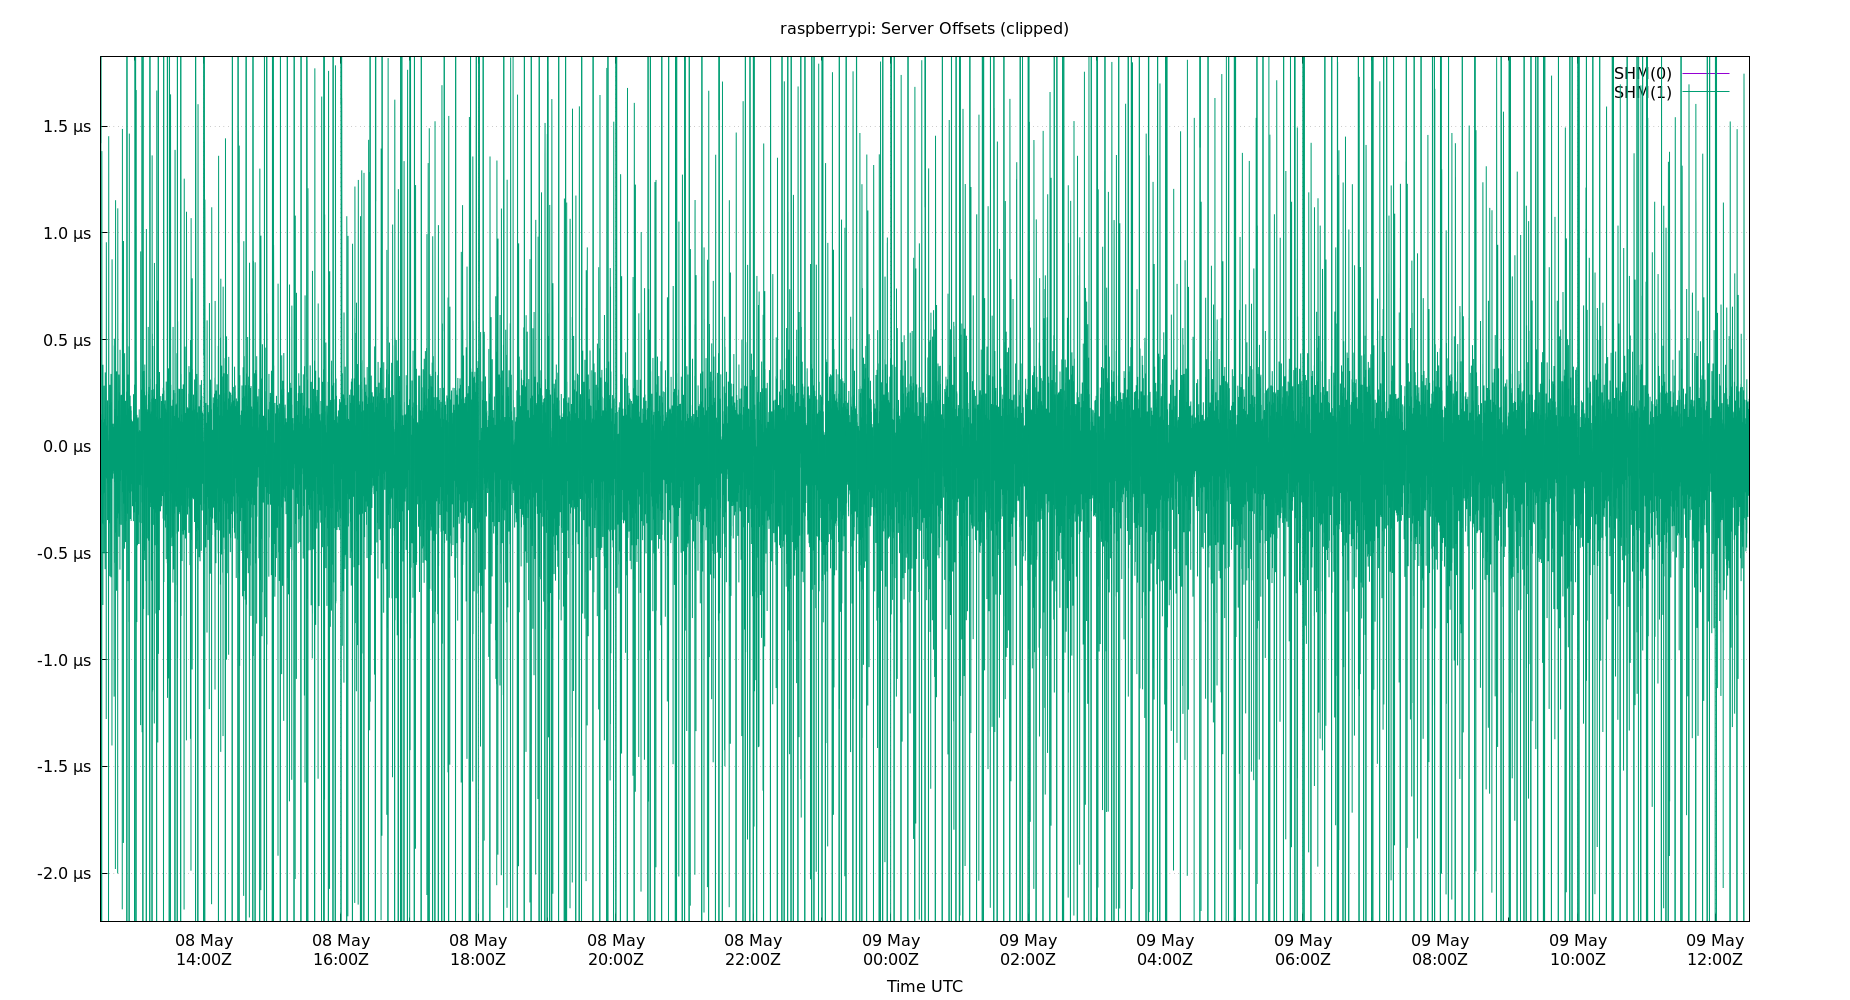 raspberrypi: Server Offsets (clipped)
SHM(0)
SHM(1)
1.5 µs
1.0 µs
0.5 µs
0.0 µs
-0.5 µs
-1.0 µs
-1.5 µs
-2.0 µs
08 May 08 May 08 May 08 May 08 May 09 May 09 May 09 May 09 May 09 May 09 May 09 May
14:00Z 16:00Z 18:00Z 20:00Z 22:00Z 00:00Z 02:00Z 04:00Z 06:00Z 08:00Z 10:00Z 12:00Z
Time UTC